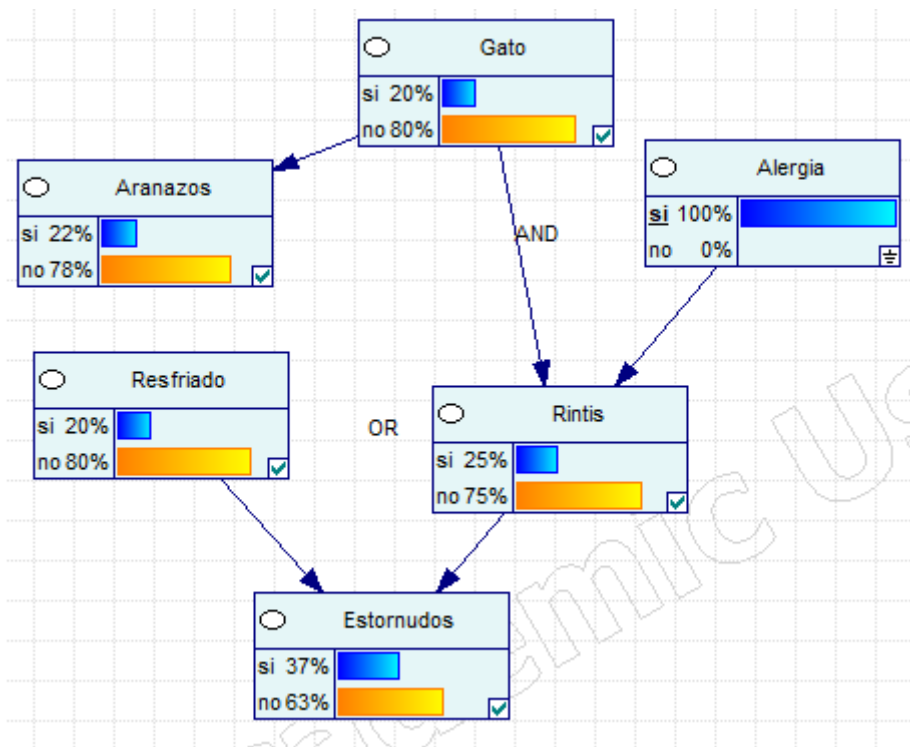 Gato
si 20%
no 80%
Alergia
si 100%
no 0%
Aranazos
si 22%
no 78%
AND
Resfriado
si 20%
no 80%
OR
Rintis
si 25%
no 75%
Estornudos
si 37%
no 63%